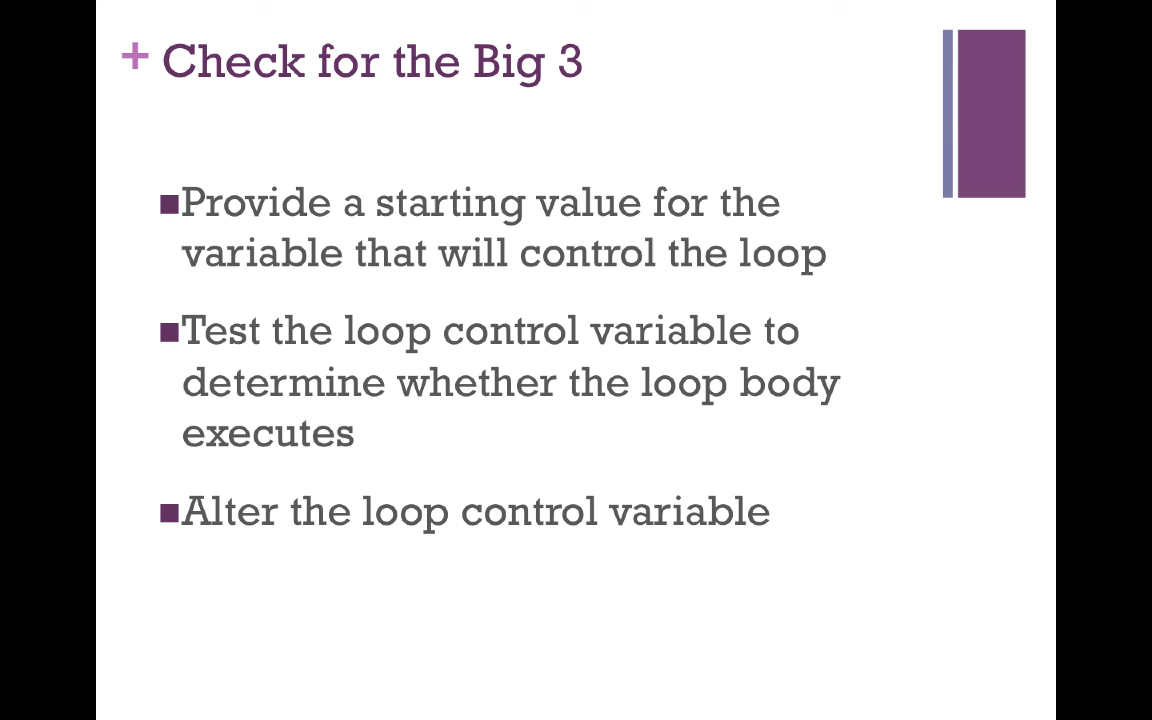 + Check for the Big 3
■Provide a starting value for the
variable that will control the loop
■Test the loop control variable to
determine whether the loop body
executes
■Alter the loop control variable